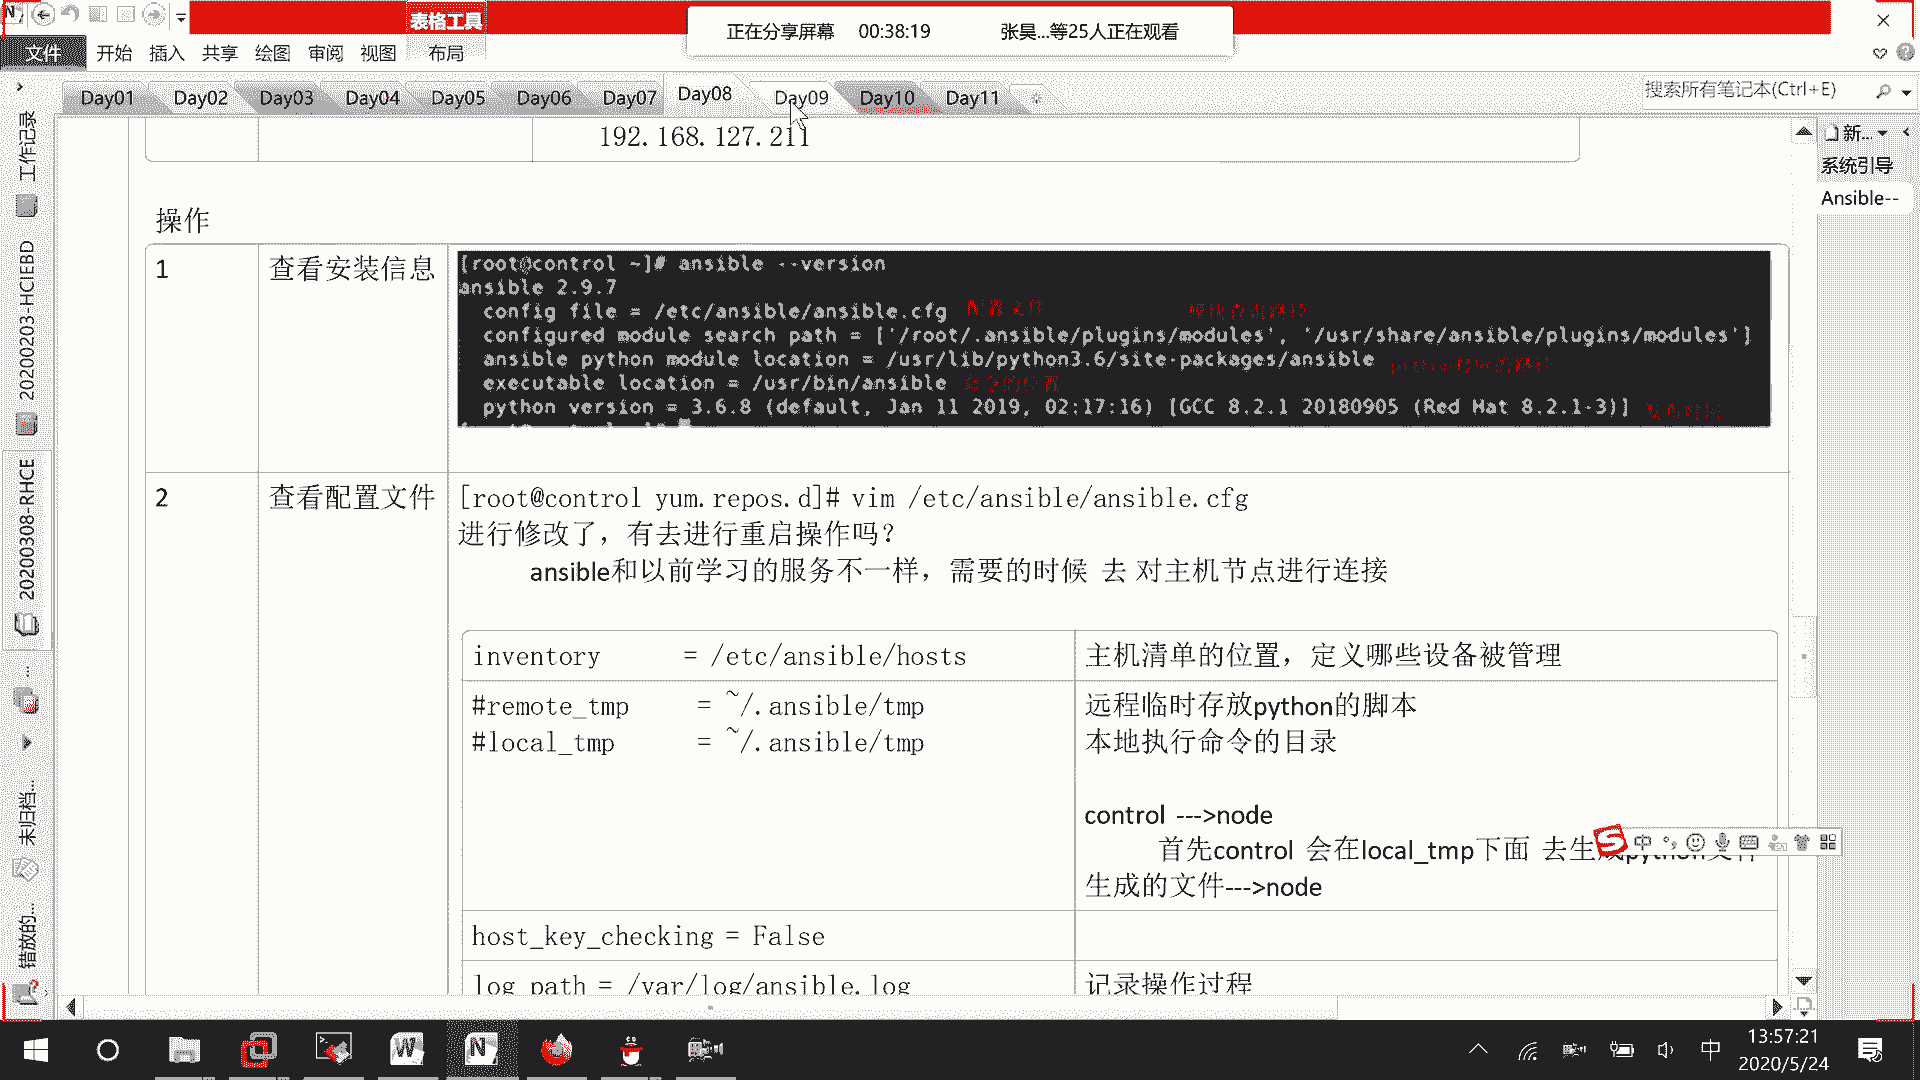 表格工具
正在分享屏幕 00:38:19 张昊...等25人正在观看
文件 开始 插入 共享 绘图 审阅 视图 布局
Day01 Day02 Day03 Day04 Day05 Day06 Day07 Day08 Day09 Day10 Day11
搜索所有笔记本(Ctrl+E)
工作记录
20200203-HCIEBD
20200308-RHCE
...
未归档...
错放的...
新...
系统引导
Ansible--
192.168.127.211
操作
1 查看安装信息
[root@control ~]# ansible --version
ansible 2.9.7
config file = /etc/ansible/ansible.cfg 配置文件
configured module search path = ['/root/.ansible/plugins/modules', '/usr/share/ansible/plugins/modules']
ansible python module location = /usr/lib/python3.6/site-packages/ansible
executable location = /usr/bin/ansible
python version = 3.6.8 (default, Jan 11 2019, 02:17:16) [GCC 8.2.1 20180905 (Red Hat 8.2.1-3)]
2 查看配置文件
[root@control yum.repos.d]# vim /etc/ansible/ansible.cfg
进行修改了，有去进行重启操作吗？
ansible和以前学习的服务不一样，需要的时候 去 对主机节点进行连接
inventory = /etc/ansible/hosts 主机清单的位置，定义哪些设备被管理
#remote_tmp = ~/.ansible/tmp 远程临时存放python的脚本
#local_tmp = ~/.ansible/tmp 本地执行命令的目录
control --->node
首先control 会在local_tmp下面 去生成python文件
生成的文件--->node
host_key_checking = False
log_path = /var/log/ansible.log 记录操作过程
中
中
13:57:21
2020/5/24